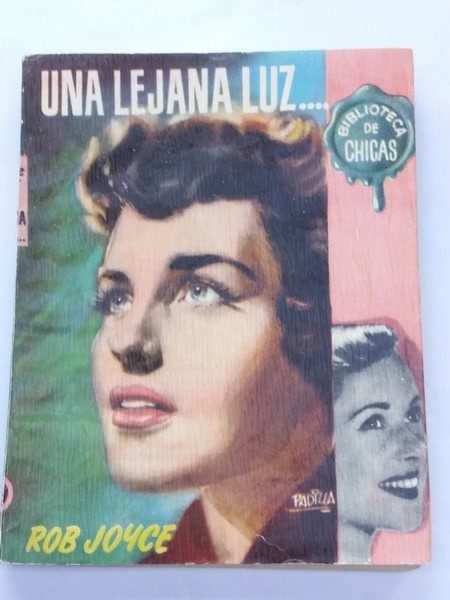 UNA LEJANA LUZ....
BIBLIOTECA
DE
CHICAS
PADILLA
ROB JOYCE